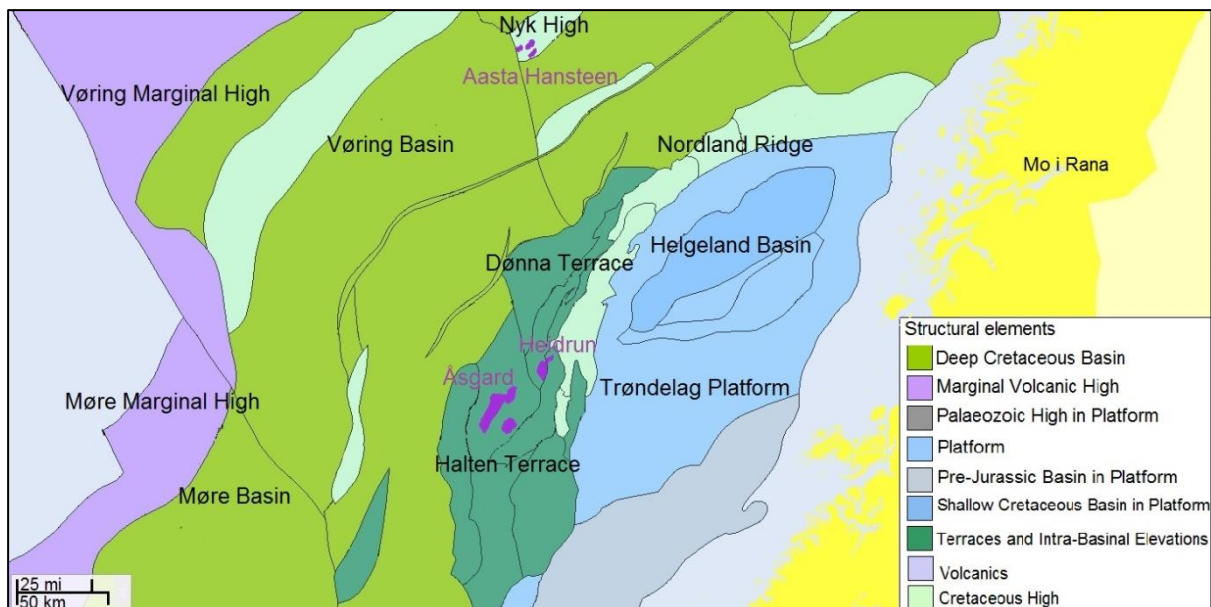 Nyk High
Aasta Hansteen
Vøring Marginal High
Vøring Basin
Nordland Ridge
Mo i Rana
Helgeland Basin
Dønna Terrace
Heidrun
Åsgard
Trøndelag Platform
Møre Marginal High
Halten Terrace
Møre Basin
25 mi
50 km
Structural elements
Deep Cretaceous Basin
Marginal Volcanic High
Palaeozoic High in Platform
Platform
Pre-Jurassic Basin in Platform
Shallow Cretaceous Basin in Platform
Terraces and Intra-Basinal Elevations
Volcanics
Cretaceous High